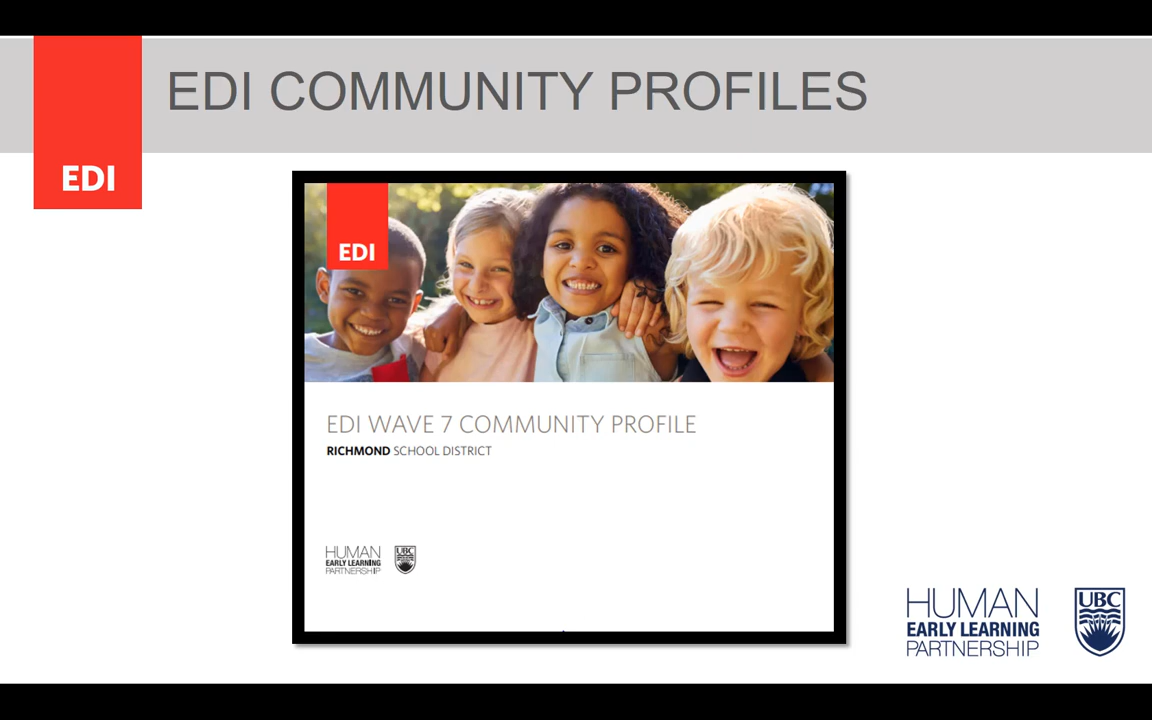 EDI COMMUNITY PROFILES
EDI
EDI
EDI WAVE 7 COMMUNITY PROFILE
RICHMOND SCHOOL DISTRICT
HUMAN
EARLY LEARNING
PARTNERSHIP
UBC
HUMAN
EARLY LEARNING
PARTNERSHIP
UBC